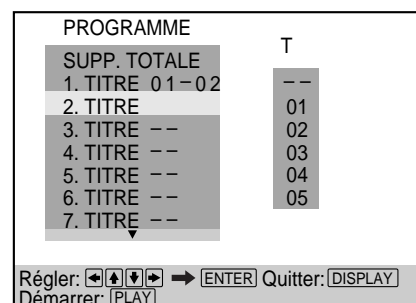 PROGRAMME
T
SUPP. TOTALE
1. TITRE 01–02
2. TITRE
3. TITRE – –
4. TITRE – –
5. TITRE – –
6. TITRE – –
7. TITRE – –
– –
01
02
03
04
05
Régler: ENTER Quitter: DISPLAY
Démarrer: PLAY